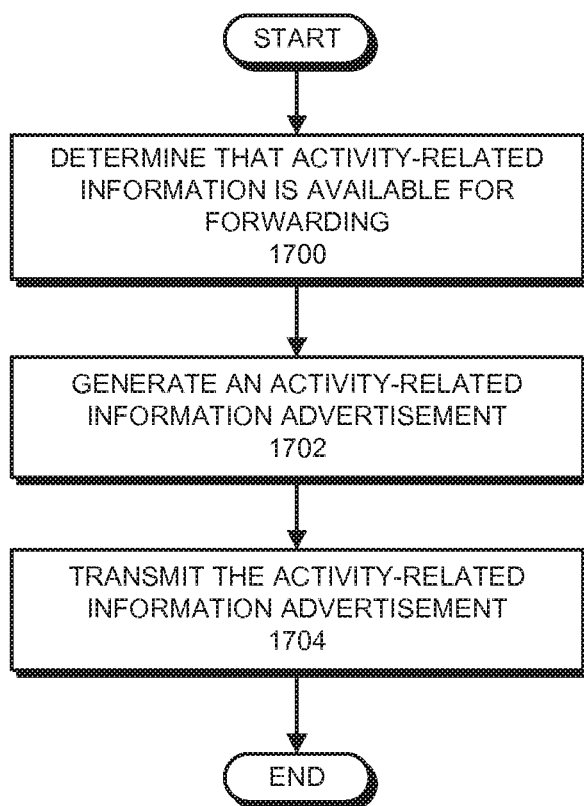 START
DETERMINE THAT ACTIVITY-RELATED
INFORMATION IS AVAILABLE FOR
FORWARDING
1700
GENERATE AN ACTIVITY-RELATED
INFORMATION ADVERTISEMENT
1702
TRANSMIT THE ACTIVITY-RELATED
INFORMATION ADVERTISEMENT
1704
END